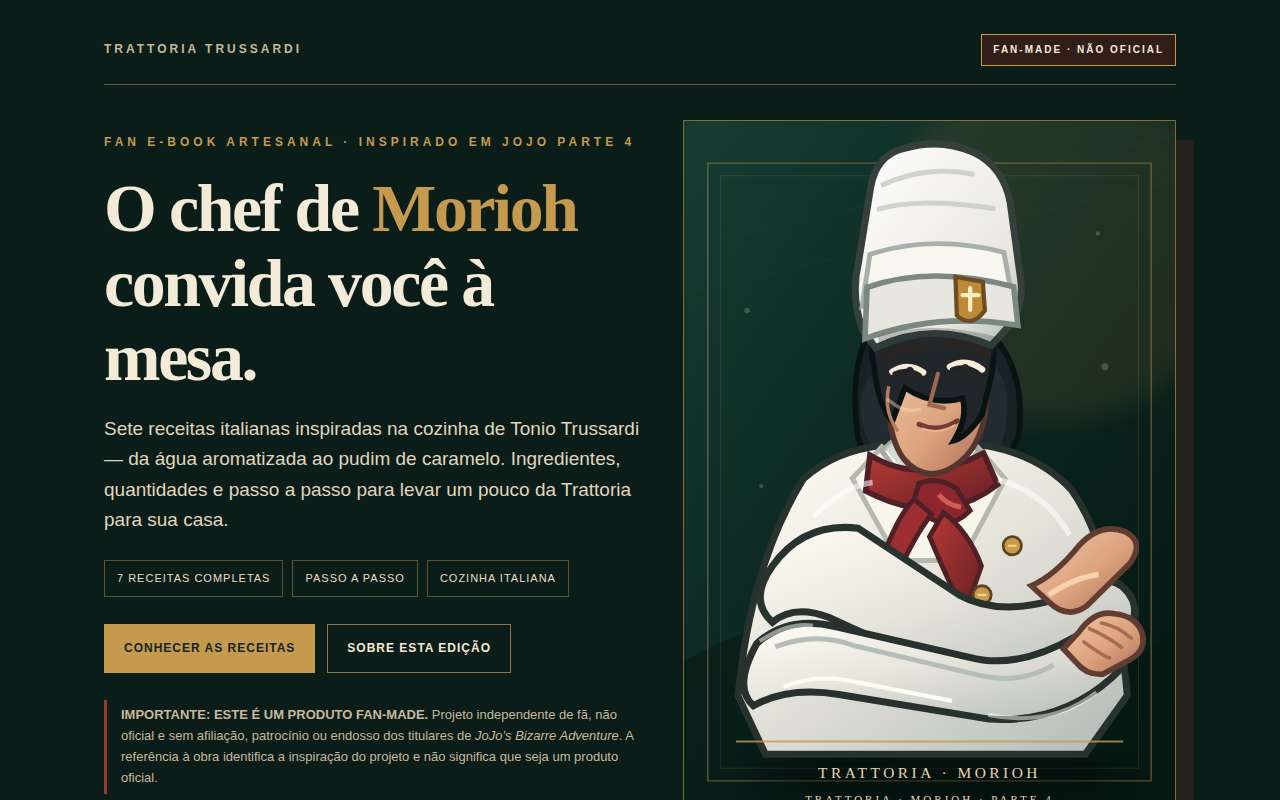 TRATTORIA TRUSSARDI
FAN-MADE · NÃO OFICIAL
FAN E-BOOK ARTESANAL · INSPIRADO EM JOJO PARTE 4
O chef de Morioh
convida você à
mesa.
Sete receitas italianas inspiradas na cozinha de Tonio Trussardi
— da água aromatizada ao pudim de caramelo. Ingredientes,
quantidades e passo a passo para levar um pouco da Trattoria
para sua casa.
7 RECEITAS COMPLETAS
PASSO A PASSO
COZINHA ITALIANA
CONHECER AS RECEITAS
SOBRE ESTA EDIÇÃO
IMPORTANTE: ESTE É UM PRODUTO FAN-MADE. Projeto independente de fã, não
oficial e sem afiliação, patrocínio ou endosso dos titulares de JoJo's Bizarre Adventure. A
referência à obra identifica a inspiração do projeto e não significa que seja um produto
oficial.
TRATTORIA · MORIOH
TRATTORIA · MORIOH · PARTE 4